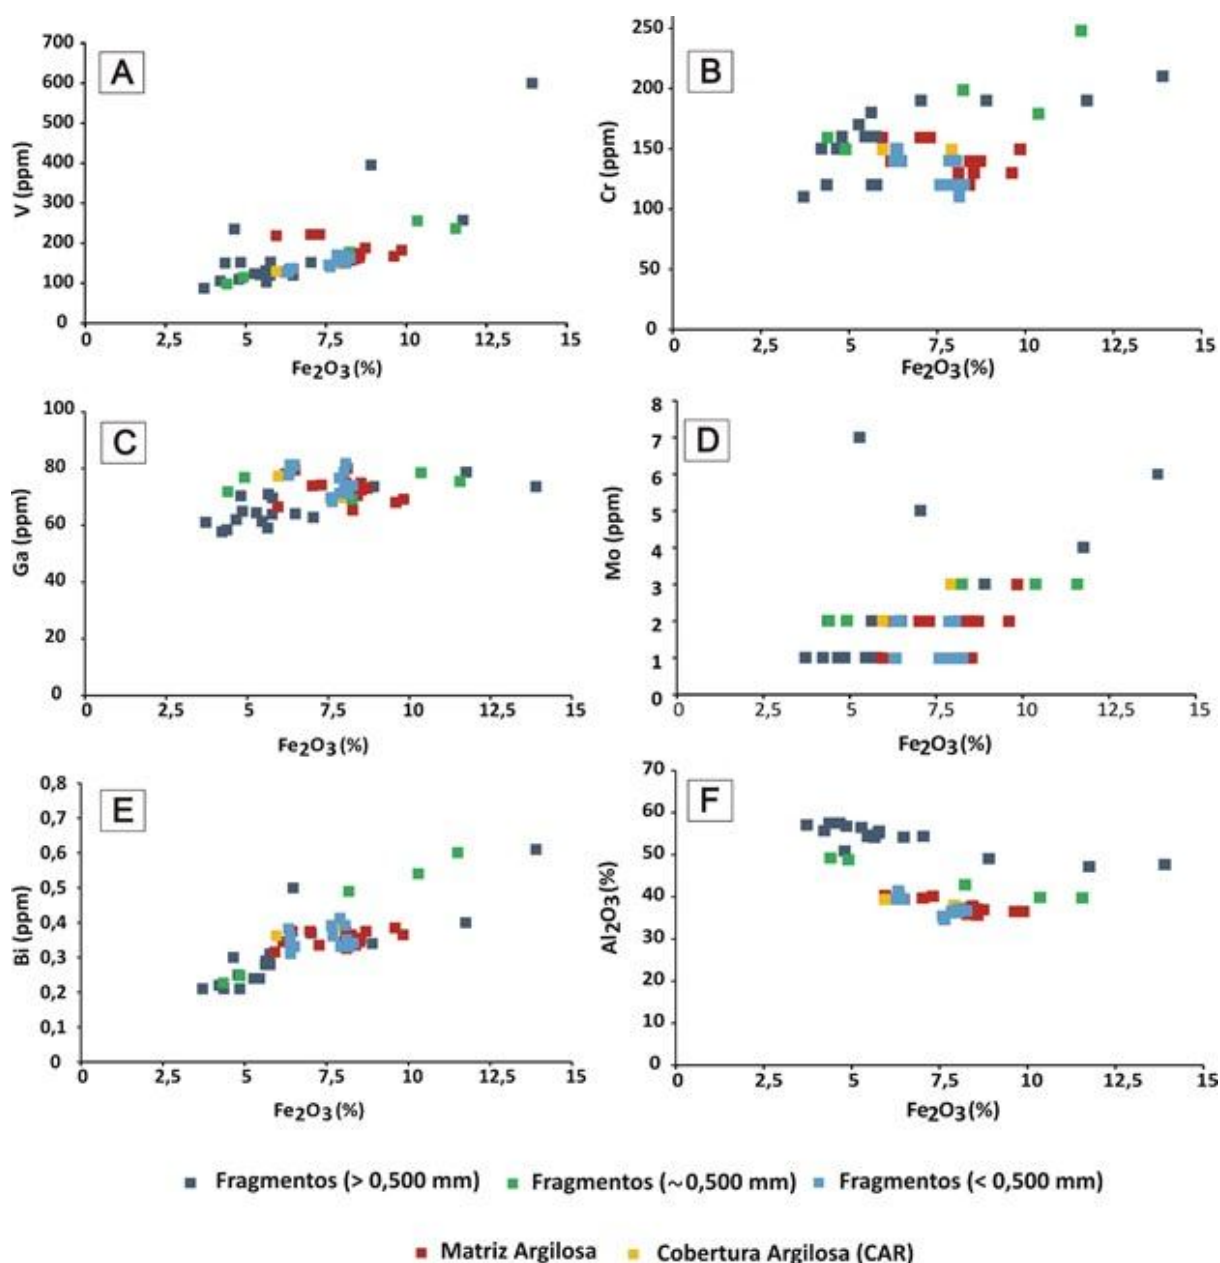 A
V (ppm)
700
600
500
400
300
200
100
0
0 2,5 5 7,5 10 12,5 15
Fe2O3 (%)
B
Cr (ppm)
250
200
150
100
50
0
0 2,5 5 7,5 10 12,5 15
Fe2O3 (%)
C
Ga (ppm)
100
80
60
40
20
0
0 2,5 5 7,5 10 12,5 15
Fe2O3 (%)
D
Mo (ppm)
8
7
6
5
4
3
2
1
0
0 2,5 5 7,5 10 12,5 15
Fe2O3 (%)
E
Bi (ppm)
0,8
0,7
0,6
0,5
0,4
0,3
0,2
0,1
0
0 2,5 5 7,5 10 12,5 15
Fe2O3 (%)
F
Al2O3(%)
70
60
50
40
30
20
10
0
0 2,5 5 7,5 10 12,5 15
Fe2O3 (%)
Fragmentos (> 0,500 mm) Fragmentos (~0,500 mm) Fragmentos (< 0,500 mm)
Matriz Argilosa Cobertura Argilosa (CAR)